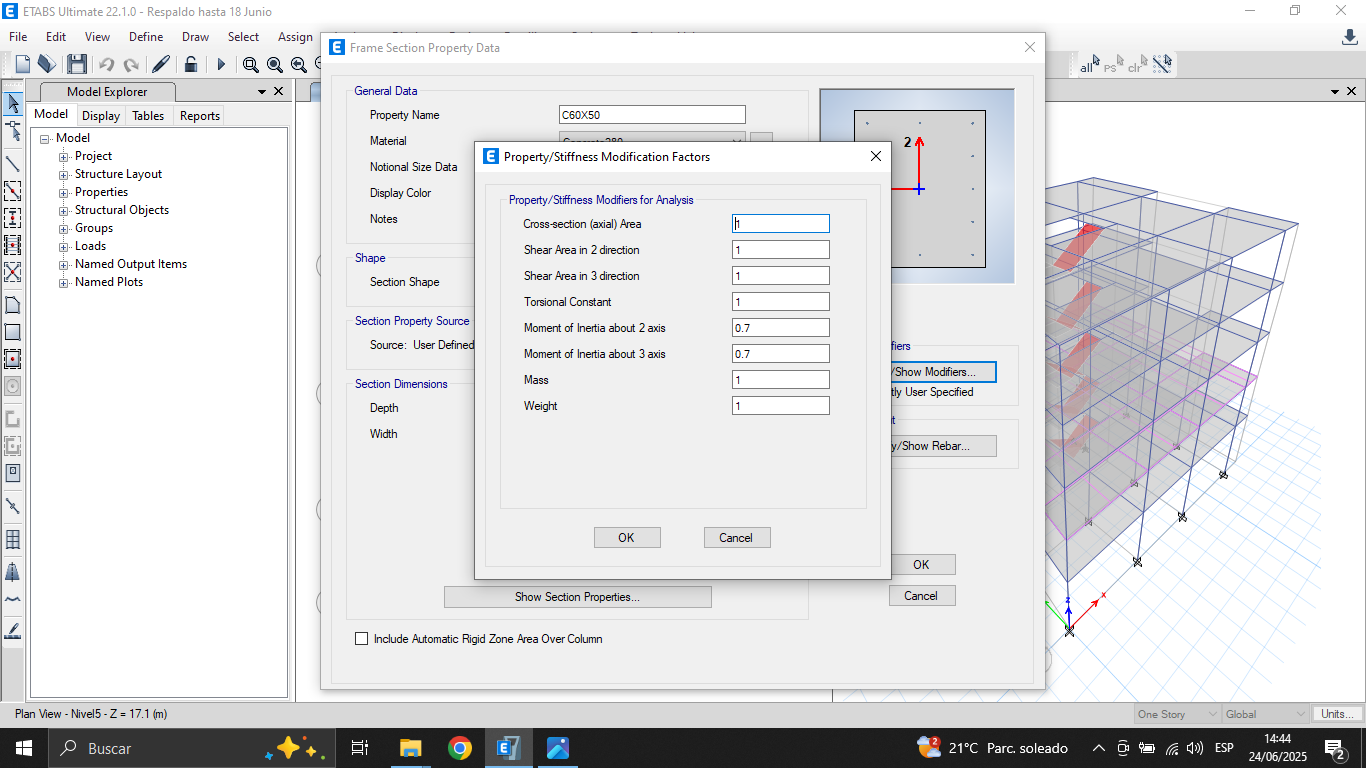 ETABS Ultimate 22.1.0 - Respaldo hasta 18 Junio
File Edit View Define Draw Select Assign
all PS clr
Model Explorer
Model Display Tables Reports
Model
Project
Structure Layout
Properties
Structural Objects
Groups
Loads
Named Output Items
Named Plots
Frame Section Property Data
General Data
Property Name C60X50
Material
Notional Size Data
Display Color
Notes
Shape
Section Shape
Section Property Source
Source: User Defined
Section Dimensions
Depth
Width
Show Section Properties...
Include Automatic Rigid Zone Area Over Column
2
/Show Modifiers...
User Specified
y/Show Rebar...
OK
Cancel
Property/Stiffness Modification Factors
Property/Stiffness Modifiers for Analysis
Cross-section (axial) Area 1
Shear Area in 2 direction 1
Shear Area in 3 direction 1
Torsional Constant 1
Moment of Inertia about 2 axis 0.7
Moment of Inertia about 3 axis 0.7
Mass 1
Weight 1
OK Cancel
z x
Plan View - Nivel5 - Z = 17.1 (m)
One Story Global Units...
Buscar
21°C Parc. soleado
ESP
14:44
24/06/2025
2